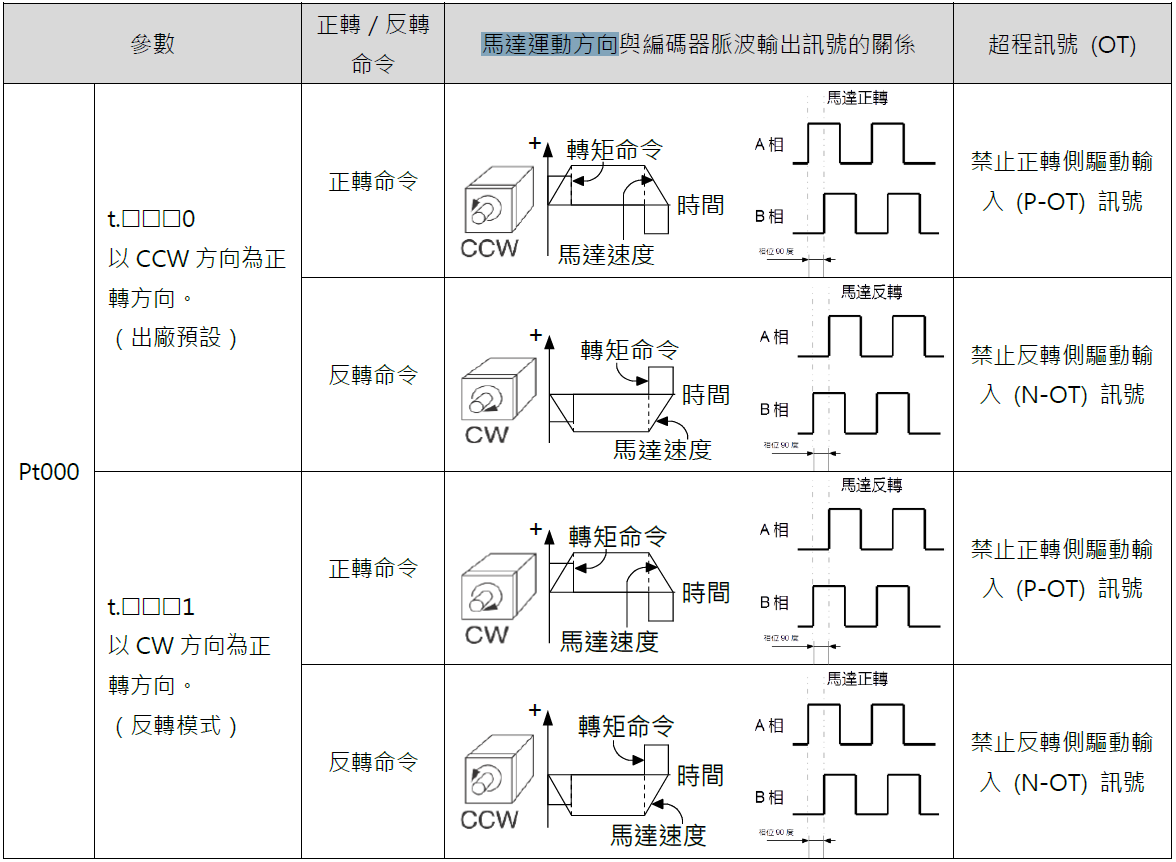 參數
正轉 / 反轉
命令
馬達運動方向與編碼器脈波輸出訊號的關係
超程訊號 (OT)
Pt000
t.□□□0
以 CCW 方向為正
轉方向。
（出廠預設）
正轉命令
+
轉矩命令
時間
馬達速度
CCW
馬達正轉
A 相
B 相
相位 90 度
禁止正轉側驅動輸
入 (P-OT) 訊號
反轉命令
+
轉矩命令
時間
馬達速度
CW
馬達反轉
A 相
B 相
相位 90 度
禁止反轉側驅動輸
入 (N-OT) 訊號
t.□□□1
以 CW 方向為正
轉方向。
（反轉模式）
正轉命令
+
轉矩命令
時間
馬達速度
CW
馬達反轉
A 相
B 相
相位 90 度
禁止正轉側驅動輸
入 (P-OT) 訊號
反轉命令
+
轉矩命令
時間
馬達速度
CCW
馬達正轉
A 相
B 相
相位 90 度
禁止反轉側驅動輸
入 (N-OT) 訊號